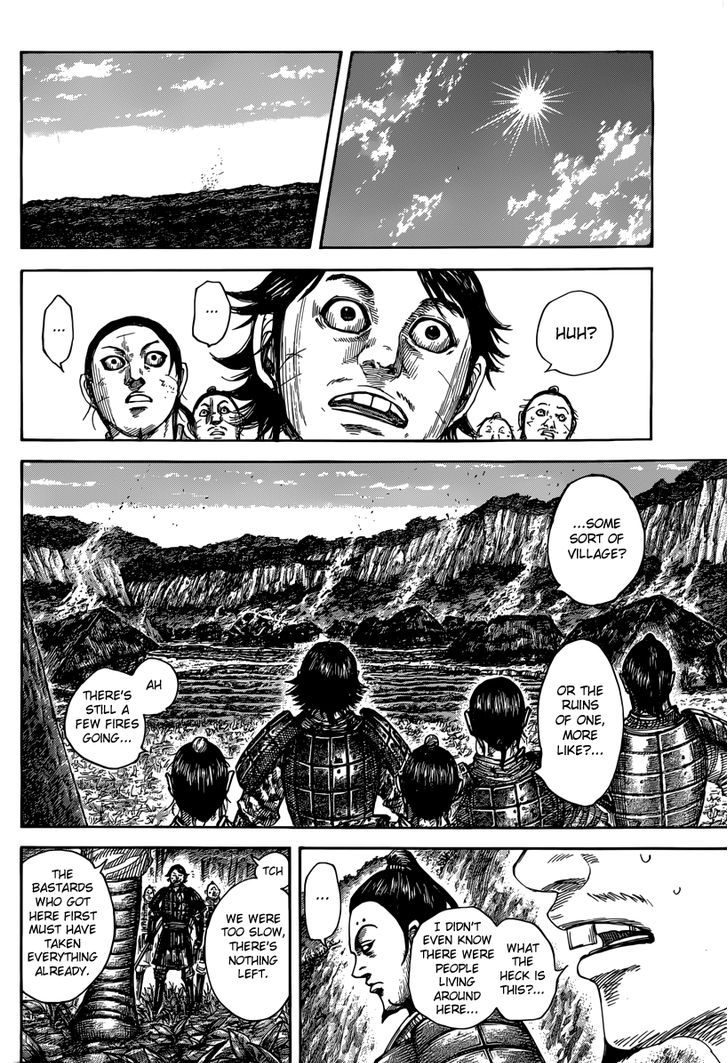 HUH?
...
...
...SOME
SORT OF
VILLAGE?
OR THE
RUINS
OF ONE,
MORE
LIKE?...
AH
THERE'S
STILL A
FEW FIRES
GOING...
WHAT
THE HECK
IS THIS?...
I DIDN'T
EVEN KNOW
THERE WERE
PEOPLE
LIVING
AROUND
HERE...
...
TCH
WE WERE
TOO SLOW,
THERE'S
NOTHING
LEFT.
THE
BASTARDS
WHO GOT
HERE FIRST
MUST HAVE
TAKEN
EVERYTHING
ALREADY.